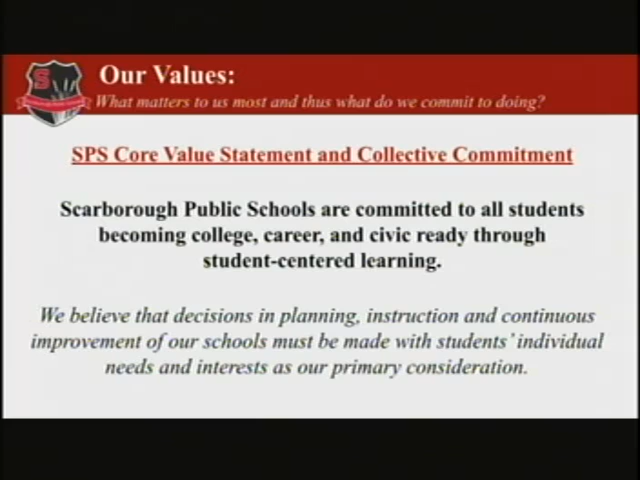 Our Values:
What matters to us most and thus what do we commit to doing?
S
SPS Core Value Statement and Collective Commitment
Scarborough Public Schools are committed to all students
becoming college, career, and civic ready through
student-centered learning.
We believe that decisions in planning, instruction and continuous
improvement of our schools must be made with students' individual
needs and interests as our primary consideration.